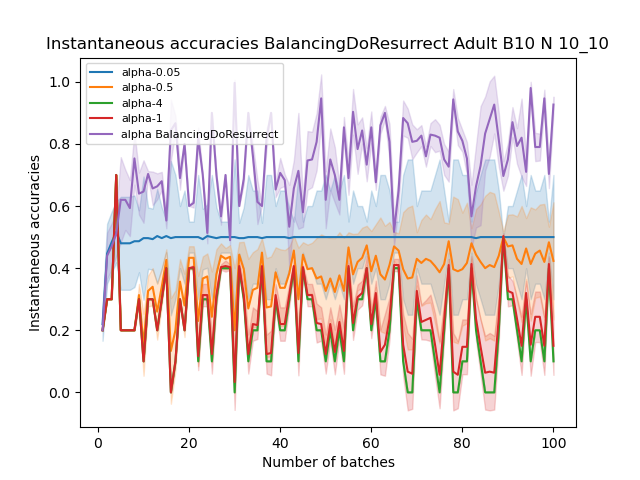 Instantaneous accuracies BalancingDoResurrect Adult B10 N 10_10
alpha-0.05
alpha-0.5
alpha-4
alpha-1
alpha BalancingDoResurrect
Instantaneous accuracies
1.0
0.8
0.6
0.4
0.2
0.0
0 20 40 60 80 100
Number of batches